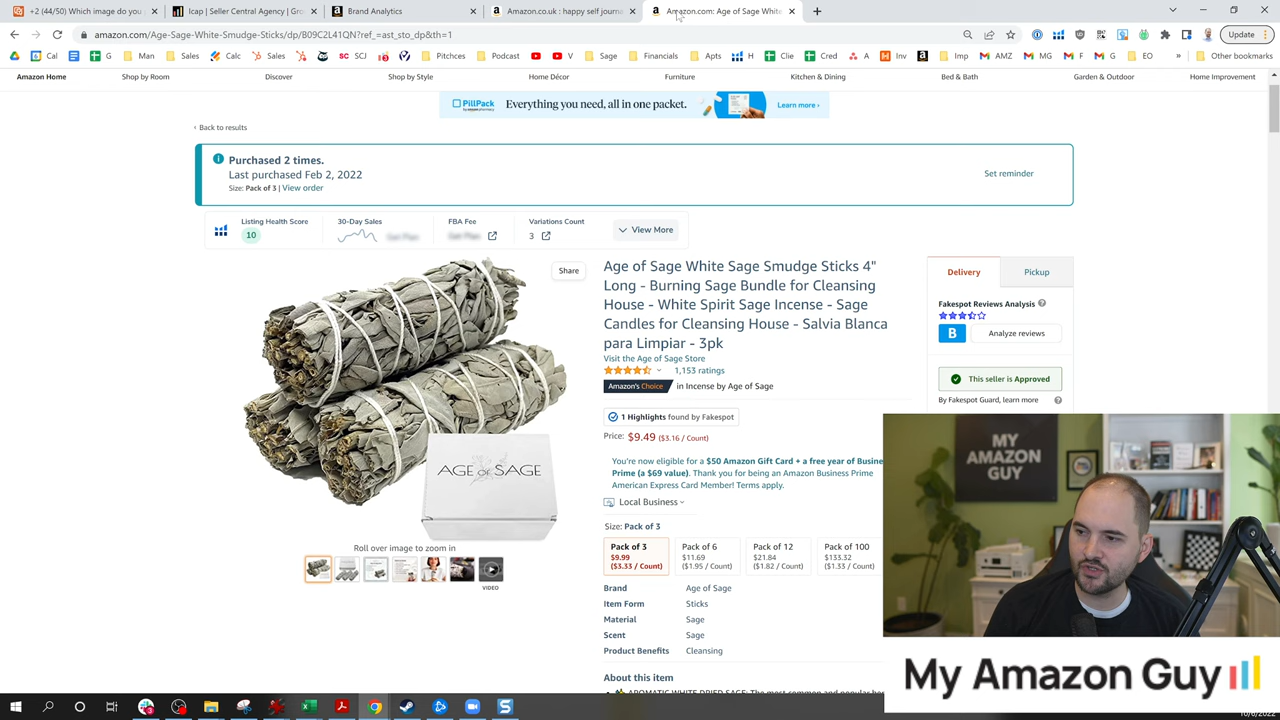 +2 (44/50) Which image do you
Icap | Seller Central Agency | Gro
Brand Analytics
Amazon.co.uk : happy self journa
Amazon.com: Age of Sage White
amazon.com/Age-Sage-White-Smudge-Sticks/dp/B09C2L41QN?ref_=ast_sto_dp&th=1
Update
Cal
G
Man
Sales
Calc
Sales
SCJ
Pitcheces
Podcast
V
Sage
Financials
Apts
H
Clie
Cred
A
Inv
Imp
AMZ
MG
F
G
EO
Other bookmarks
Amazon Home
Shop by Room
Discover
Shop by Style
Home Décor
Furniture
Kitchen & Dining
Bed & Bath
Garden & Outdoor
Home Improvement
PillPack
Everything you need, all in one packet.
Learn more ›
‹ Back to results
Purchased 2 times.
Last purchased Feb 2, 2022
Size: Pack of 3 | View order
Set reminder
Listing Health Score
10
30-Day Sales
FBA Fee
Variations Count
3
View More
Share
AGE OF SAGE
Roll over image to zoom in
VIDEO
Age of Sage White Sage Smudge Sticks 4"
Long - Burning Sage Bundle for Cleansing
House - White Spirit Sage Incense - Sage
Candles for Cleansing House - Salvia Blanca
para Limpiar - 3pk
Visit the Age of Sage Store
1,153 ratings
Amazon's Choice in Incense by Age of Sage
1 Highlights found by Fakespot
Price: $9.49 ($3.16 / Count)
You're now eligible for a $50 Amazon Gift Card + a free year of Busine
Prime (a $69 value). Thank you for being an Amazon Business Prime
American Express Card Member! Terms apply.
Local Business
Size: Pack of 3
Pack of 3
$9.99
($3.33 / Count)
Pack of 6
$11.69
($1.95 / Count)
Pack of 12
$21.84
($1.82 / Count)
Pack of 100
$133.32
($1.33 / Count)
Brand Age of Sage
Item Form Sticks
Material Sage
Scent Sage
Product Benefits Cleansing
About this item
Delivery
Pickup
Fakespot Reviews Analysis
B
Analyze reviews
This seller is Approved
By Fakespot Guard, learn more
MY
AMAZON
GUY
My Amazon Guy
10/6/2022